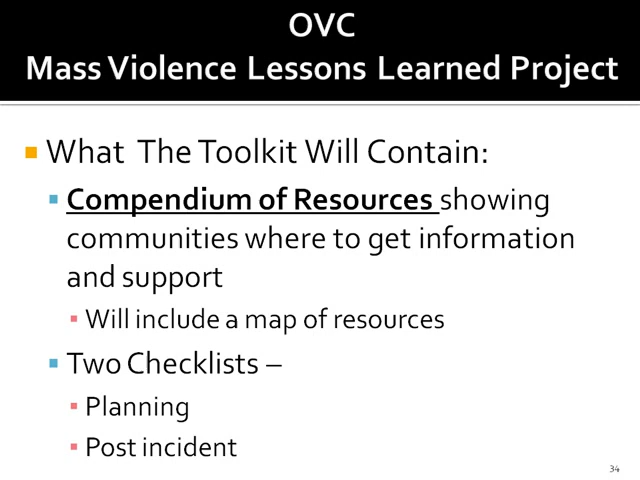 OVC
Mass Violence Lessons Learned Project
What The Toolkit Will Contain:
Compendium of Resources showing
communities where to get information
and support
Will include a map of resources
Two Checklists –
Planning
Post incident
34